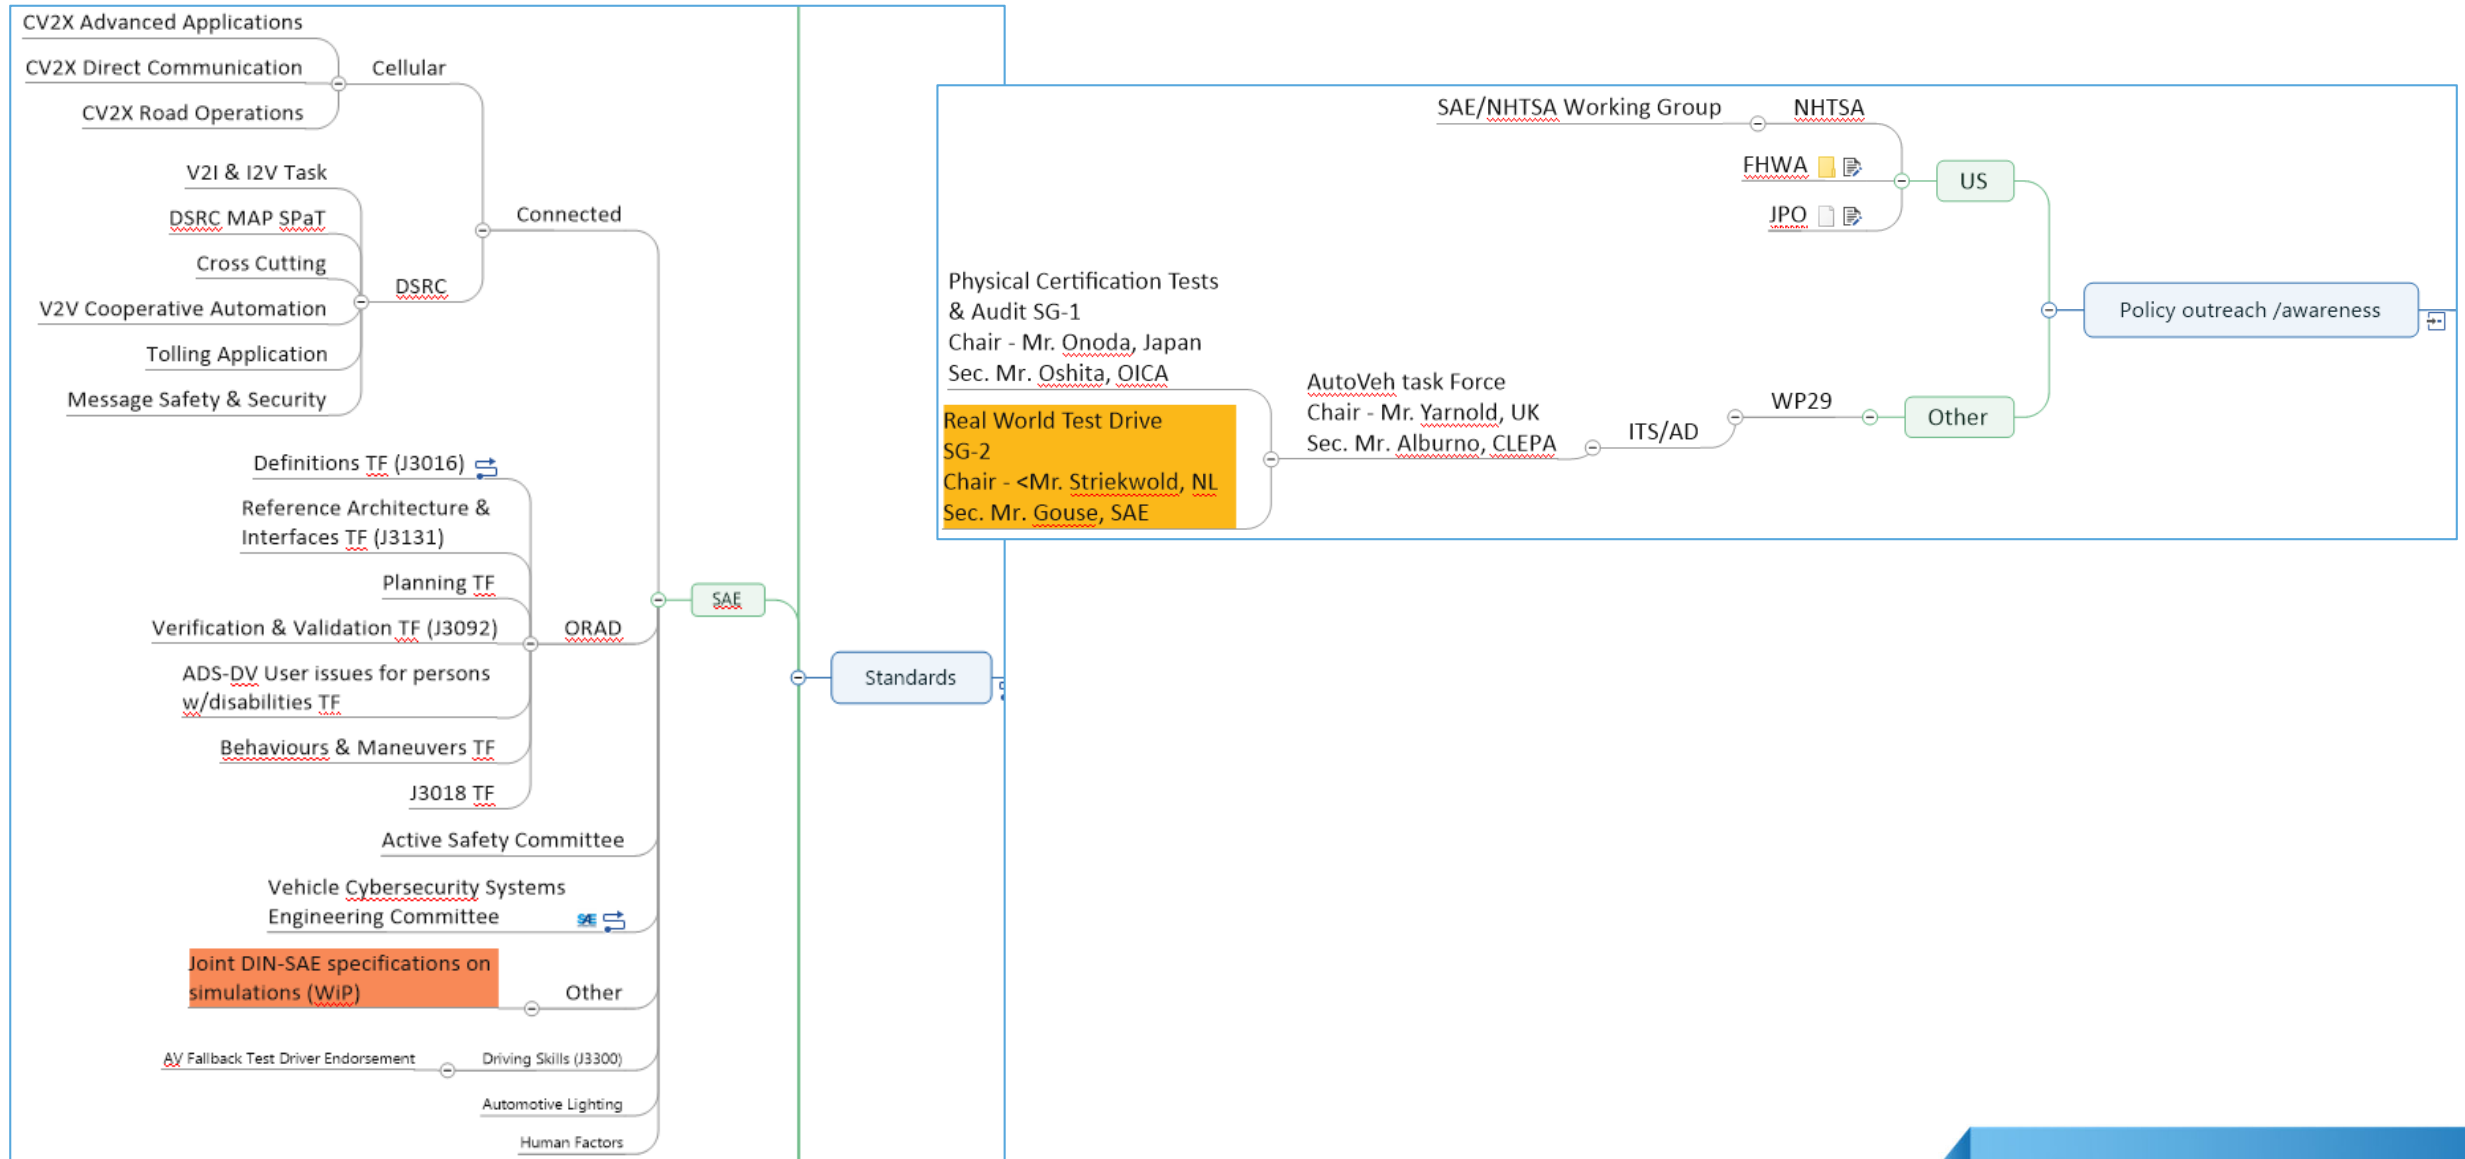 CV2X Advanced Applications
CV2X Direct Communication
CV2X Road Operations
Cellular
V2I & I2V Task
DSRC MAP SPaT
Cross Cutting
V2V Cooperative Automation
Tolling Application
Message Safety & Security
DSRC
Connected
Definitions TF (J3016)
Reference Architecture &
Interfaces TF (J3131)
Planning TF
Verification & Validation TF (J3092)
ADS-DV User issues for persons
w/disabilities TF
Behaviours & Maneuvers TF
J3018 TF
ORAD
Active Safety Committee
Vehicle Cybersecurity Systems
Engineering Committee
SAE
Joint DIN-SAE specifications on
simulations (WiP)
Other
AV Fallback Test Driver Endorsement
Driving Skills (J3300)
Automotive Lighting
Human Factors
SAE
Standards
SAE/NHTSA Working Group
NHTSA
FHWA
JPO
US
Physical Certification Tests
& Audit SG-1
Chair - Mr. Onoda, Japan
Sec. Mr. Oshita, OICA
Real World Test Drive
SG-2
Chair - <Mr. Striekwold, NL
Sec. Mr. Gouse, SAE
AutoVeh task Force
Chair - Mr. Yarnold, UK
Sec. Mr. Alburno, CLEPA
ITS/AD
WP29
Other
Policy outreach /awareness